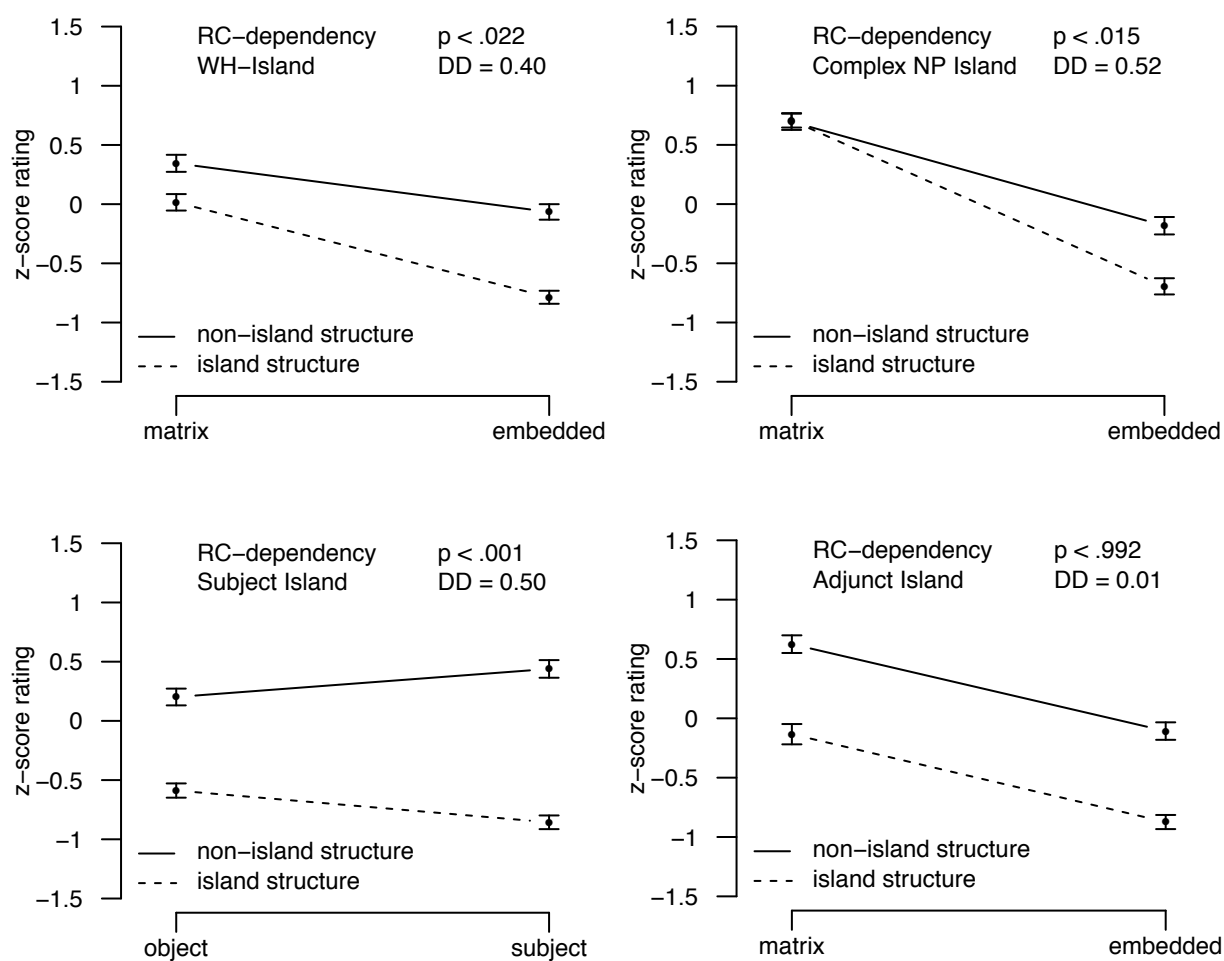 RC−dependency p < .022
WH−Island DD = 0.40
1.5
1
0.5
0
−0.5
−1
−1.5
z−score rating
non−island structure
island structure
matrix embedded
RC−dependency p < .015
Complex NP Island DD = 0.52
1.5
1
0.5
0
−0.5
−1
−1.5
z−score rating
non−island structure
island structure
matrix embedded
RC−dependency p < .001
Subject Island DD = 0.50
1.5
1
0.5
0
−0.5
−1
−1.5
z−score rating
non−island structure
island structure
object subject
RC−dependency p < .992
Adjunct Island DD = 0.01
1.5
1
0.5
0
−0.5
−1
−1.5
z−score rating
non−island structure
island structure
matrix embedded